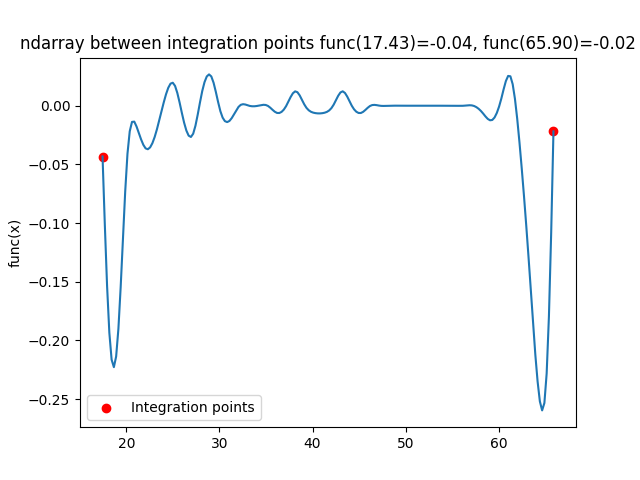 ndarray between integration points func(17.43)=-0.04, func(65.90)=-0.02
0.00
−0.05
−0.10
−0.15
−0.20
−0.25
func(x)
Integration points
20 30 40 50 60